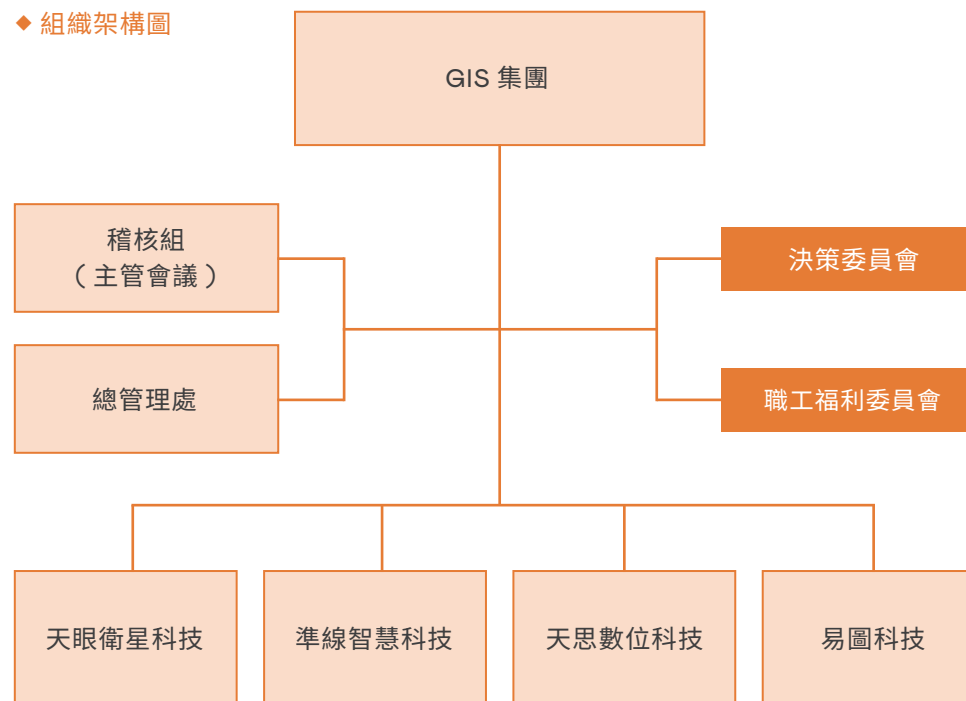 ◆ 組織架構圖
GIS 集團
稽核組
（主管會議）
決策委員會
總管理處
職工福利委員會
天眼衛星科技
準線智慧科技
天思數位科技
易圖科技